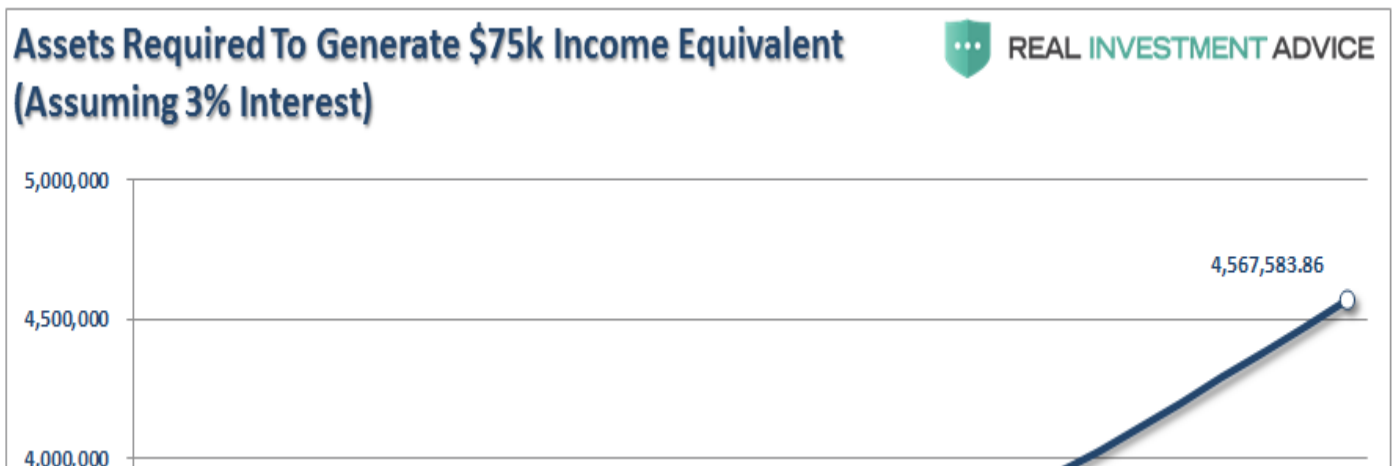 Assets Required To Generate $75k Income Equivalent
(Assuming 3% Interest)
REAL INVESTMENT ADVICE
5,000,000
4,567,583.86
4,500,000
4,000,000